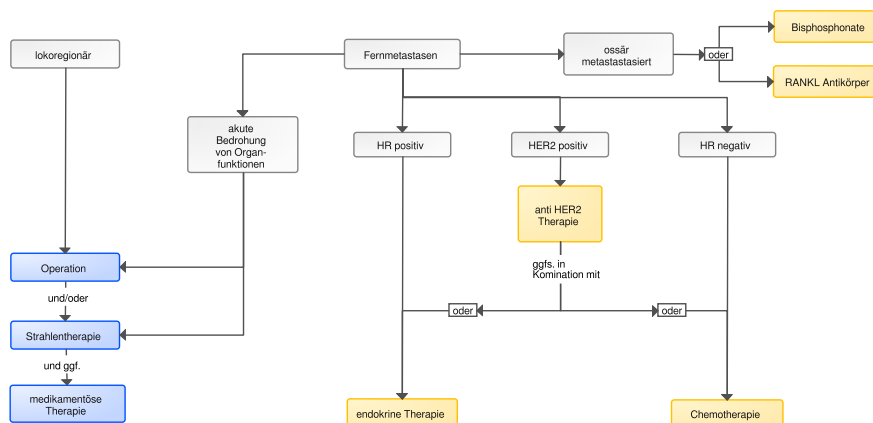 Bisphosphonate
lokoregionär
Fernmetastasen
ossär
metastastasiert
oder
RANKL Antikörper
akute
Bedrohung
von Organ-
funktionen
HR positiv
HER2 positiv
HR negativ
anti HER2
Therapie
Operation
ggfs. in
Komination mit
und/oder
oder
oder
Strahlentherapie
und ggf.
medikamentöse
Therapie
endokrine Therapie
Chemotherapie